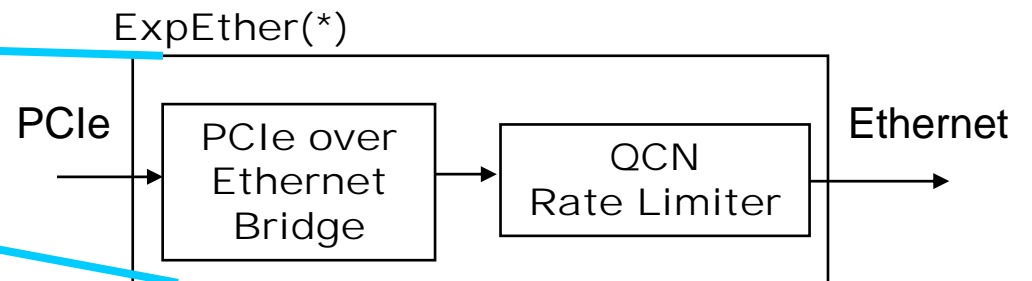 ExpEther(*)
PCIe
PCIe over
Ethernet
Bridge
QCN
Rate Limiter
Ethernet